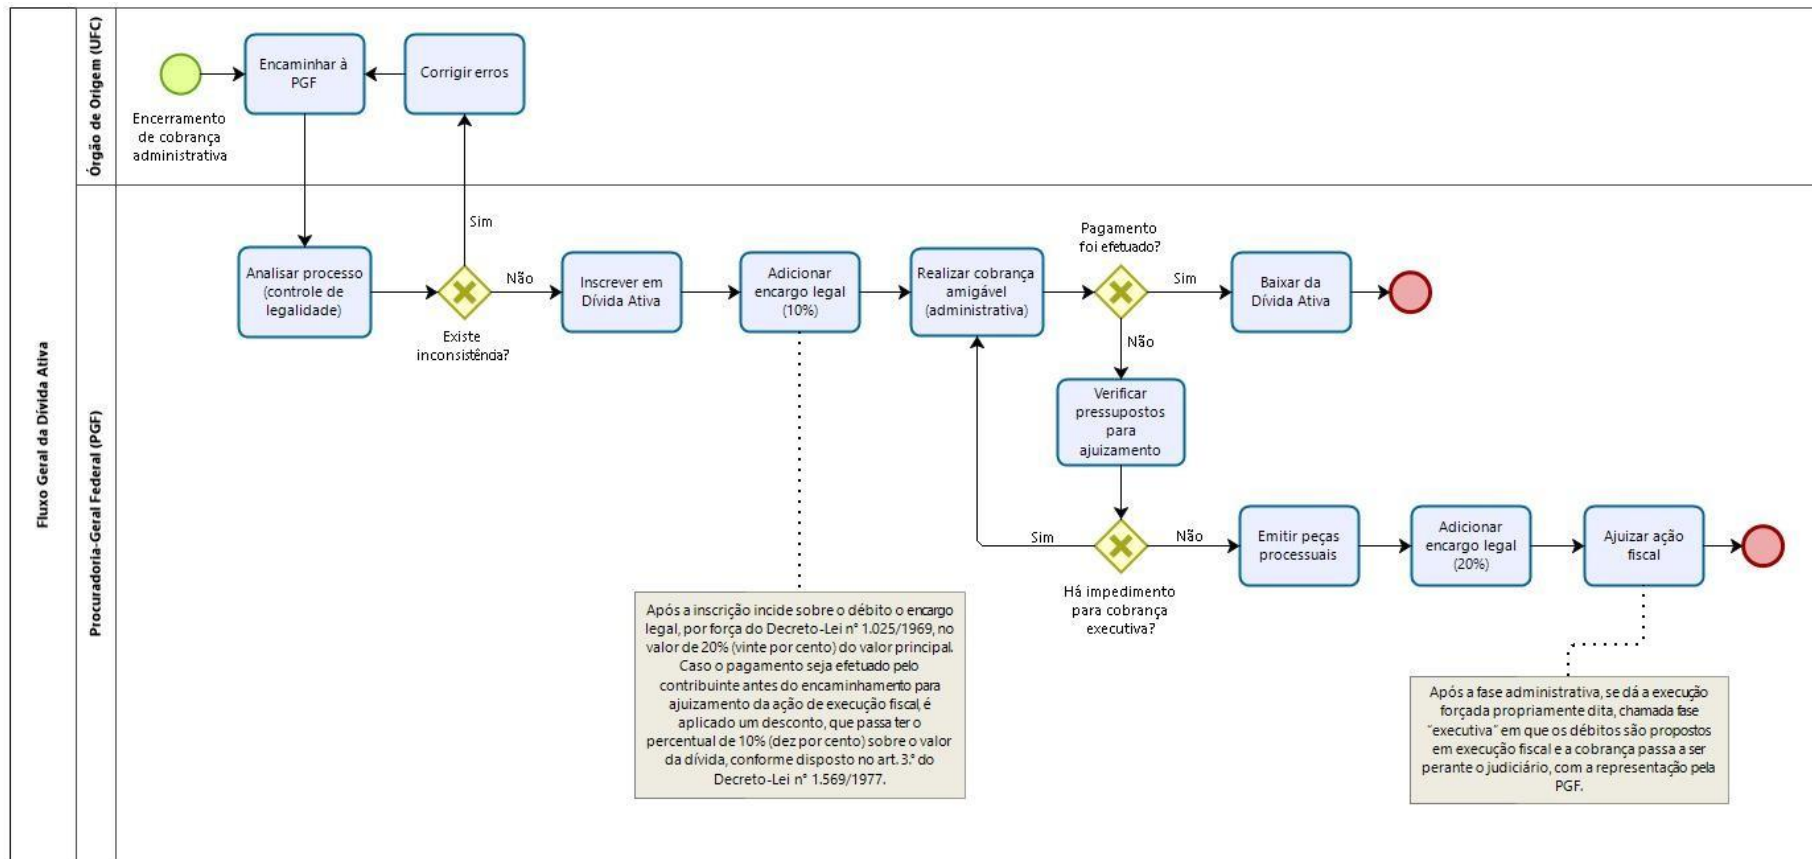 Fluxo Geral da Dívida Ativa
Órgão de Origem (UFC)
Encerramento
de cobrança
administrativa
Encaminhar à
PGF
Corrigir erros
Procuradoria-Geral Federal (PGF)
Analisar processo
(controle de
legalidade)
Sim
Existe
inconsistência?
Não
Inscrever em
Dívida Ativa
Adicionar
encargo legal
(10%)
Realizar cobrança
amigável
(administrativa)
Pagamento
foi efetuado?
Sim
Baixar da
Dívida Ativa
Não
Verificar
pressupostos
para
ajuizamento
Sim
Há impedimento
para cobrança
executiva?
Não
Emitir peças
processuais
Adicionar
encargo legal
(20%)
Ajuizar ação
fiscal
Após a inscrição incide sobre o débito o encargo
legal, por força do Decreto-Lei n° 1.025/1969, no
valor de 20% (vinte por cento) do valor principal.
Caso o pagamento seja efetuado pelo
contribuinte antes do encaminhamento para
ajuizamento da ação de execução fiscal, é
aplicado um desconto, que passa ter o
percentual de 10% (dez por cento) sobre o valor
da dívida, conforme disposto no art. 3.° do
Decreto-Lei n° 1.569/1977.
Após a fase administrativa, se dá a execução
forçada propriamente dita, chamada fase
"executiva" em que os débitos são propostos
em execução fiscal e a cobrança passa a ser
perante o judiciário, com a representação pela
PGF.